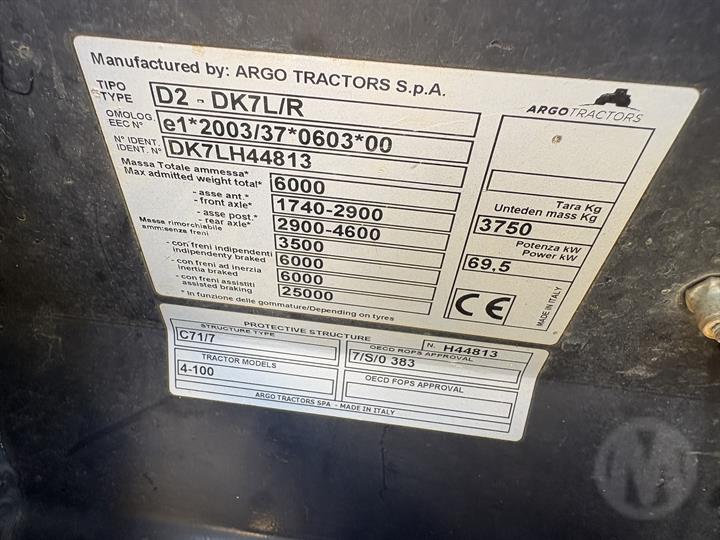 Manufactured by: ARGO TRACTORS S.p.A.
ARGOTRACTORS
TIPO
TYPE
D2 - DK7L/R
OMOLOG.
EEC N°
e1*2003/37*0603*00
N° IDENT.
IDENT. N°
DK7LH44813
Massa Totale ammessa*
Max admitted weight total*
6000
- asse ant.*
- front axle*
1740-2900
- asse post.*
- rear axle*
2900-4600
Massa rimorchiabile
amm:senza freni
3500
- con freni indipendenti
indipendenty braked
6000
- con freni ad inerzia
inertia braked
6000
- con freni assistiti
assisted braking
25000
* In funzione delle gommature/Depending on tyres
Tara Kg
Unteden mass Kg
3750
Potenza kW
Power kW
69,5
CE
MADE IN ITALY
PROTECTIVE STRUCTURE
N. H44813
STRUCTURE TYPE
C71/7
OECD ROPS APPROVAL
7/S/0 383
TRACTOR MODELS
4-100
OECD FOPS APPROVAL
ARGO TRACTORS SPA - MADE IN ITALY
M